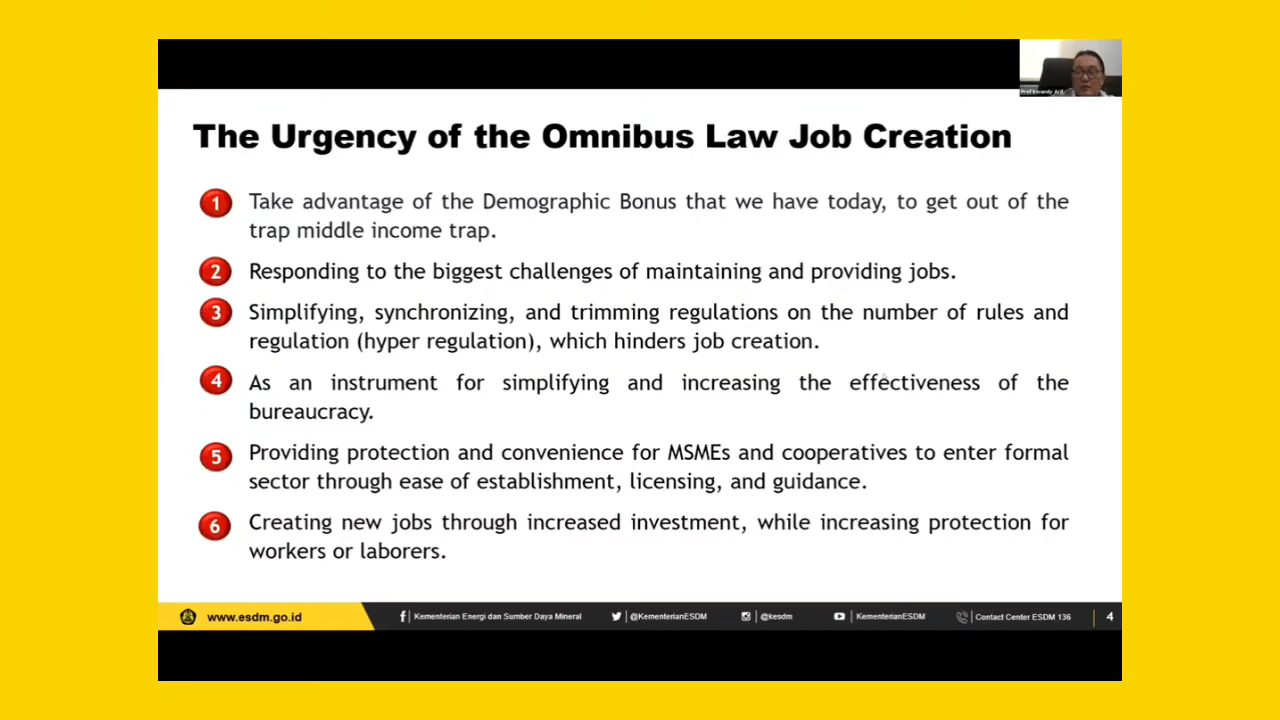 Prof Irwandy Arif
The Urgency of the Omnibus Law Job Creation
1 Take advantage of the Demographic Bonus that we have today, to get out of the
trap middle income trap.
2 Responding to the biggest challenges of maintaining and providing jobs.
3 Simplifying, synchronizing, and trimming regulations on the number of rules and
regulation (hyper regulation), which hinders job creation.
4 As an instrument for simplifying and increasing the effectiveness of the
bureaucracy.
5 Providing protection and convenience for MSMEs and cooperatives to enter formal
sector through ease of establishment, licensing, and guidance.
6 Creating new jobs through increased investment, while increasing protection for
workers or laborers.
www.esdm.go.id Kementerian Energi dan Sumber Daya Mineral @KementerianESDM @kesdm KementerianESDM Contact Center ESDM 136 4